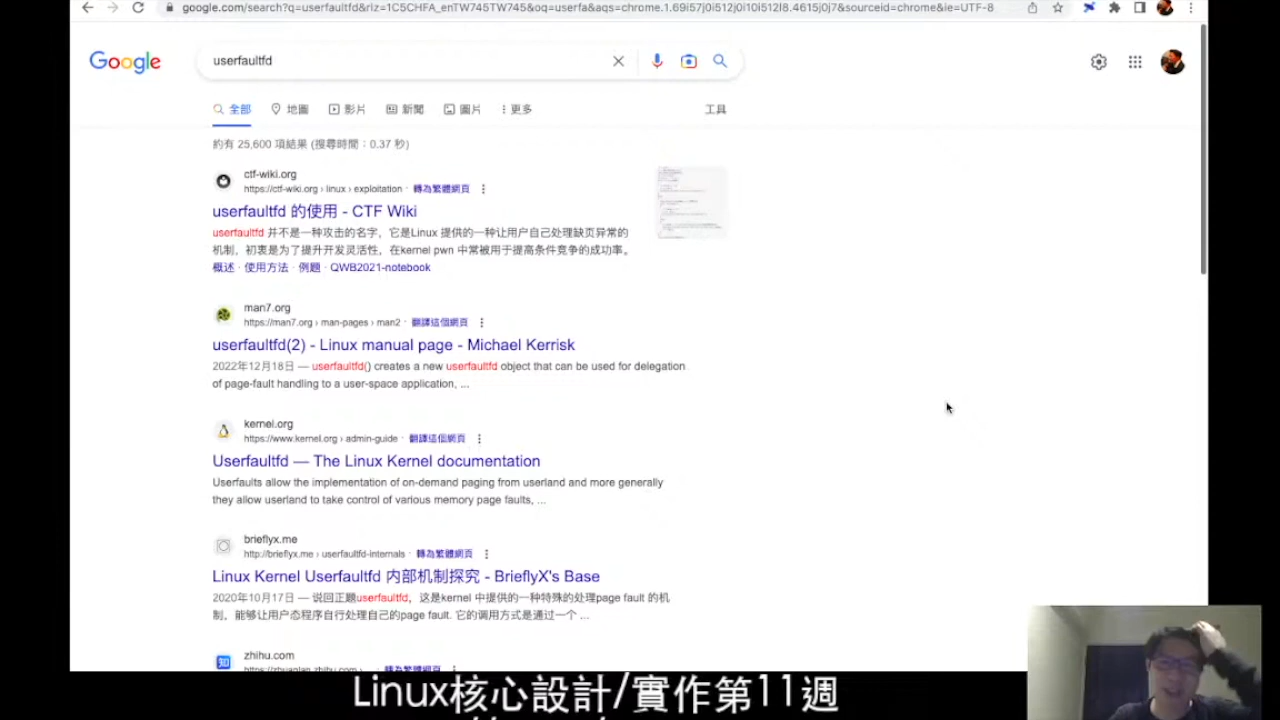 google.com/search?q=userfaultfd&rlz=1C5CHFA_enTW745TW745&oq=userfa&aqs=chrome.1.69i57j0i512j0i10i512l8.4615j0j7&sourceid=chrome&ie=UTF-8
Google
userfaultfd
全部 地圖 影片 新聞 圖片 更多 工具
約有 25,600 項結果 (搜尋時間：0.37 秒)
ctf-wiki.org
https://ctf-wiki.org › linux › exploitation · 轉為繁體網頁
userfaultfd 的使用 - CTF Wiki
userfaultfd 并不是一种攻击的名字，它是Linux 提供的一种让用户自己处理缺页异常的
机制，初衷是为了提升开发灵活性，在kernel pwn 中常被用于提高条件竞争的成功率。
概述 · 使用方法 · 例题 · QWB2021-notebook
man7.org
https://man7.org › man-pages › man2 · 翻譯這個網頁
userfaultfd(2) - Linux manual page - Michael Kerrisk
2022年12月18日 — userfaultfd() creates a new userfaultfd object that can be used for delegation
of page-fault handling to a user-space application, ...
kernel.org
https://www.kernel.org › admin-guide · 翻譯這個網頁
Userfaultfd — The Linux Kernel documentation
Userfaults allow the implementation of on-demand paging from userland and more generally
they allow userland to take control of various memory page faults, ...
brieflyx.me
http://brieflyx.me › userfaultfd-internals · 轉為繁體網頁
Linux Kernel Userfaultfd 内部机制探究 - BrieflyX's Base
2020年10月17日 — 说回正题userfaultfd，这是kernel 中提供的一种特殊的处理page fault 的机
制，能够让用户态程序自行处理自己的page fault. 它的调用方式是通过一个 ...
zhihu.com
https://zhuanlan.zhihu.com › ... 轉為繁體網頁
Linux核心設計/實作第11週